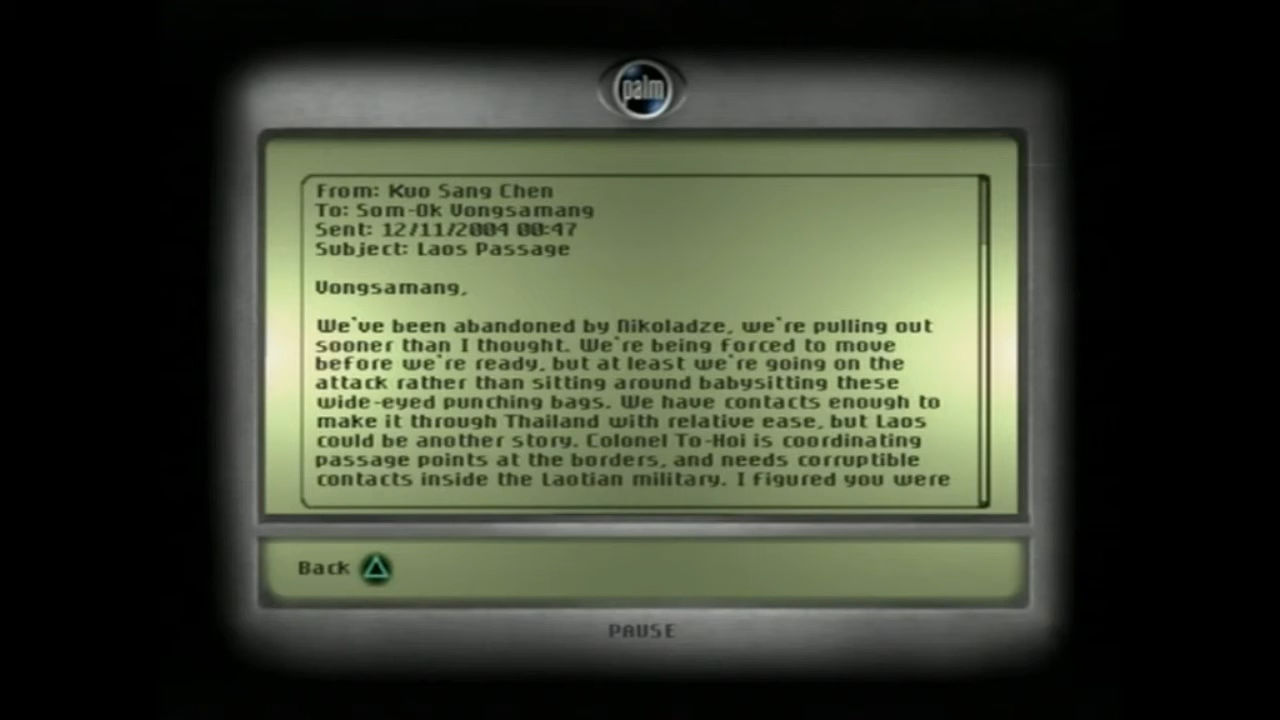 palm
From: Kuo Sang Chen
To: Som-Ok Vongsamang
Sent: 12/11/2004 00:47
Subject: Laos Passage
Vongsamang,
We've been abandoned by Nikoladze, we're pulling out
sooner than I thought. We're being forced to move
before we're ready, but at least we're going on the
attack rather than sitting around babysitting these
wide-eyed punching bags. We have contacts enough to
make it through Thailand with relative ease, but Laos
could be another story. Colonel To-Hoi is coordinating
passage points at the borders, and needs corruptible
contacts inside the Laotian military. I figured you were
Back
PAUSE